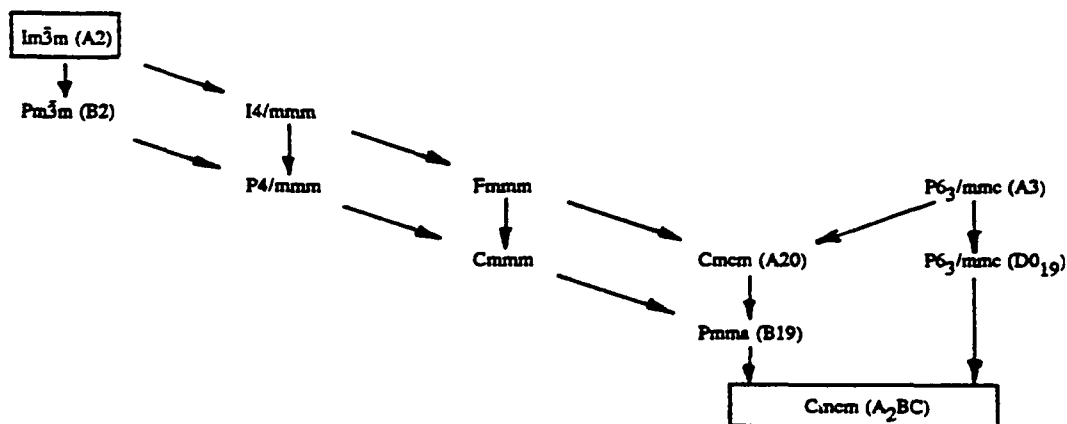 Im3̄m (A2)
Pm3̄m (B2)
I4/mmm
P4/mmm
Fmmm
P6₃/mmc (A3)
Cmmm
Cmcm (A20)
P6₃/mmc (D0₁₉)
Pmma (B19)
Cmcm (A₂BC)